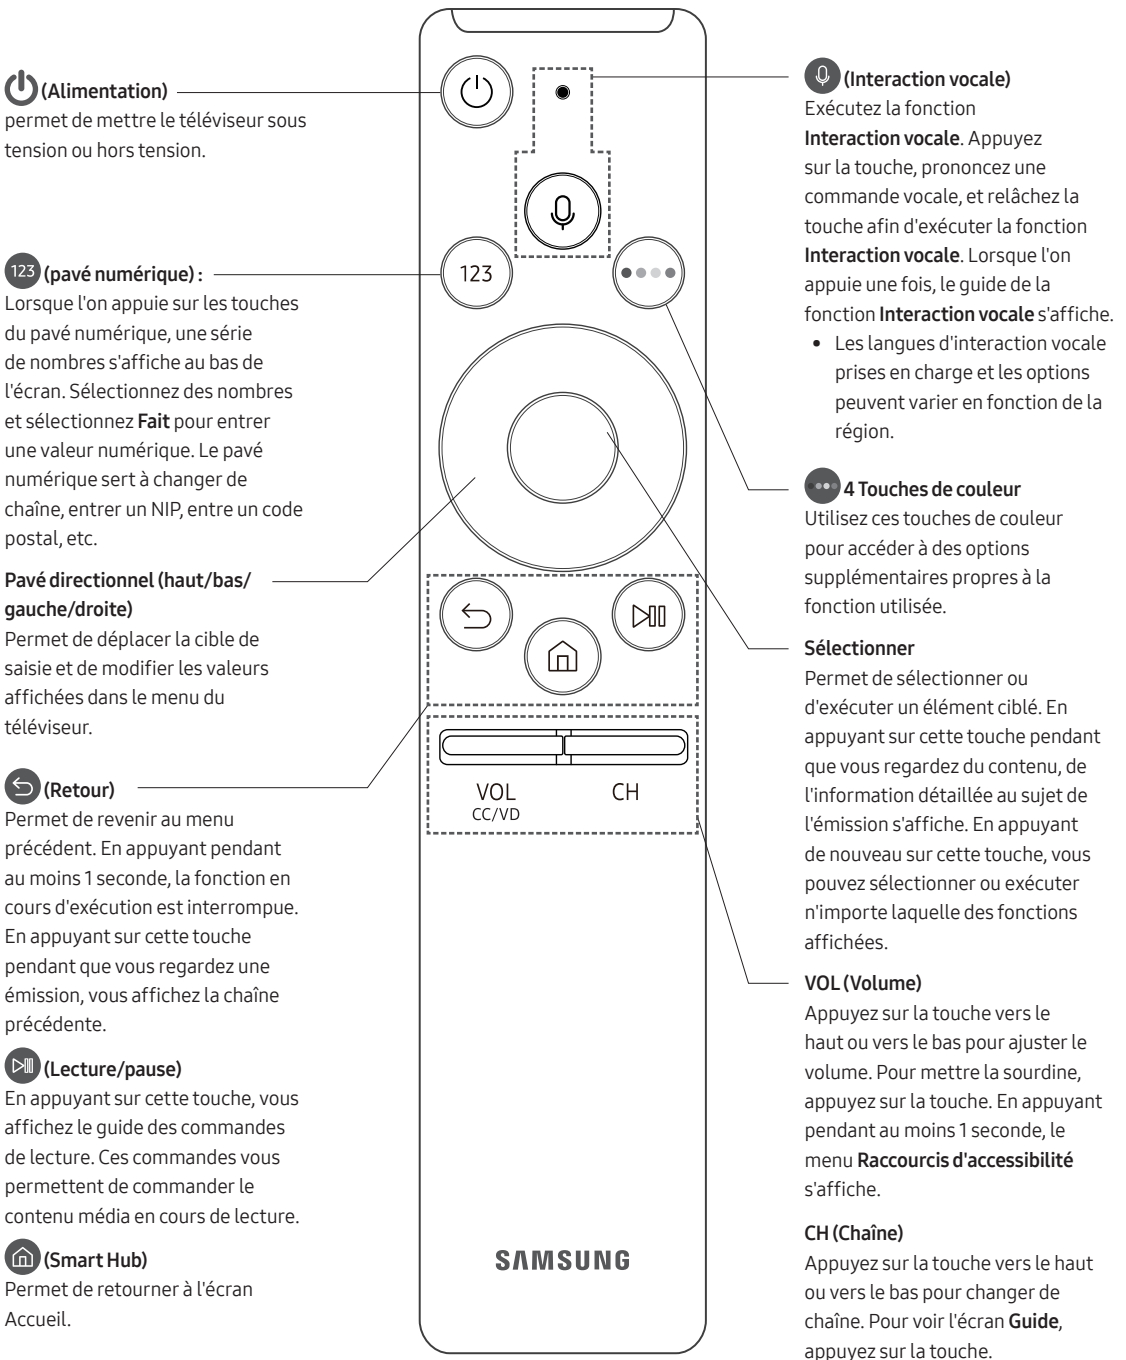 (Alimentation)
permet de mettre le téléviseur sous
tension ou hors tension.
123 (pavé numérique) :
Lorsque l'on appuie sur les touches
du pavé numérique, une série
de nombres s'affiche au bas de
l'écran. Sélectionnez des nombres
et sélectionnez Fait pour entrer
une valeur numérique. Le pavé
numérique sert à changer de
chaîne, entrer un NIP, entre un code
postal, etc.
Pavé directionnel (haut/bas/
gauche/droite)
Permet de déplacer la cible de
saisie et de modifier les valeurs
affichées dans le menu du
téléviseur.
(Retour)
Permet de revenir au menu
précédent. En appuyant pendant
au moins 1 seconde, la fonction en
cours d'exécution est interrompue.
En appuyant sur cette touche
pendant que vous regardez une
émission, vous affichez la chaîne
précédente.
(Lecture/pause)
En appuyant sur cette touche, vous
affichez le guide des commandes
de lecture. Ces commandes vous
permettent de commander le
contenu média en cours de lecture.
(Smart Hub)
Permet de retourner à l'écran
Accueil.
123
VOL
CC/VD
CH
SAMSUNG
(Interaction vocale)
Exécutez la fonction
Interaction vocale. Appuyez
sur la touche, prononcez une
commande vocale, et relâchez la
touche afin d'exécuter la fonction
Interaction vocale. Lorsque l'on
appuie une fois, le guide de la
fonction Interaction vocale s'affiche.
• Les langues d'interaction vocale
prises en charge et les options
peuvent varier en fonction de la
région.
4 Touches de couleur
Utilisez ces touches de couleur
pour accéder à des options
supplémentaires propres à la
fonction utilisée.
Sélectionner
Permet de sélectionner ou
d'exécuter un élément ciblé. En
appuyant sur cette touche pendant
que vous regardez du contenu, de
l'information détaillée au sujet de
l'émission s'affiche. En appuyant
de nouveau sur cette touche, vous
pouvez sélectionner ou exécuter
n'importe laquelle des fonctions
affichées.
VOL (Volume)
Appuyez sur la touche vers le
haut ou vers le bas pour ajuster le
volume. Pour mettre la sourdine,
appuyez sur la touche. En appuyant
pendant au moins 1 seconde, le
menu Raccourcis d'accessibilité
s'affiche.
CH (Chaîne)
Appuyez sur la touche vers le haut
ou vers le bas pour changer de
chaîne. Pour voir l'écran Guide,
appuyez sur la touche.